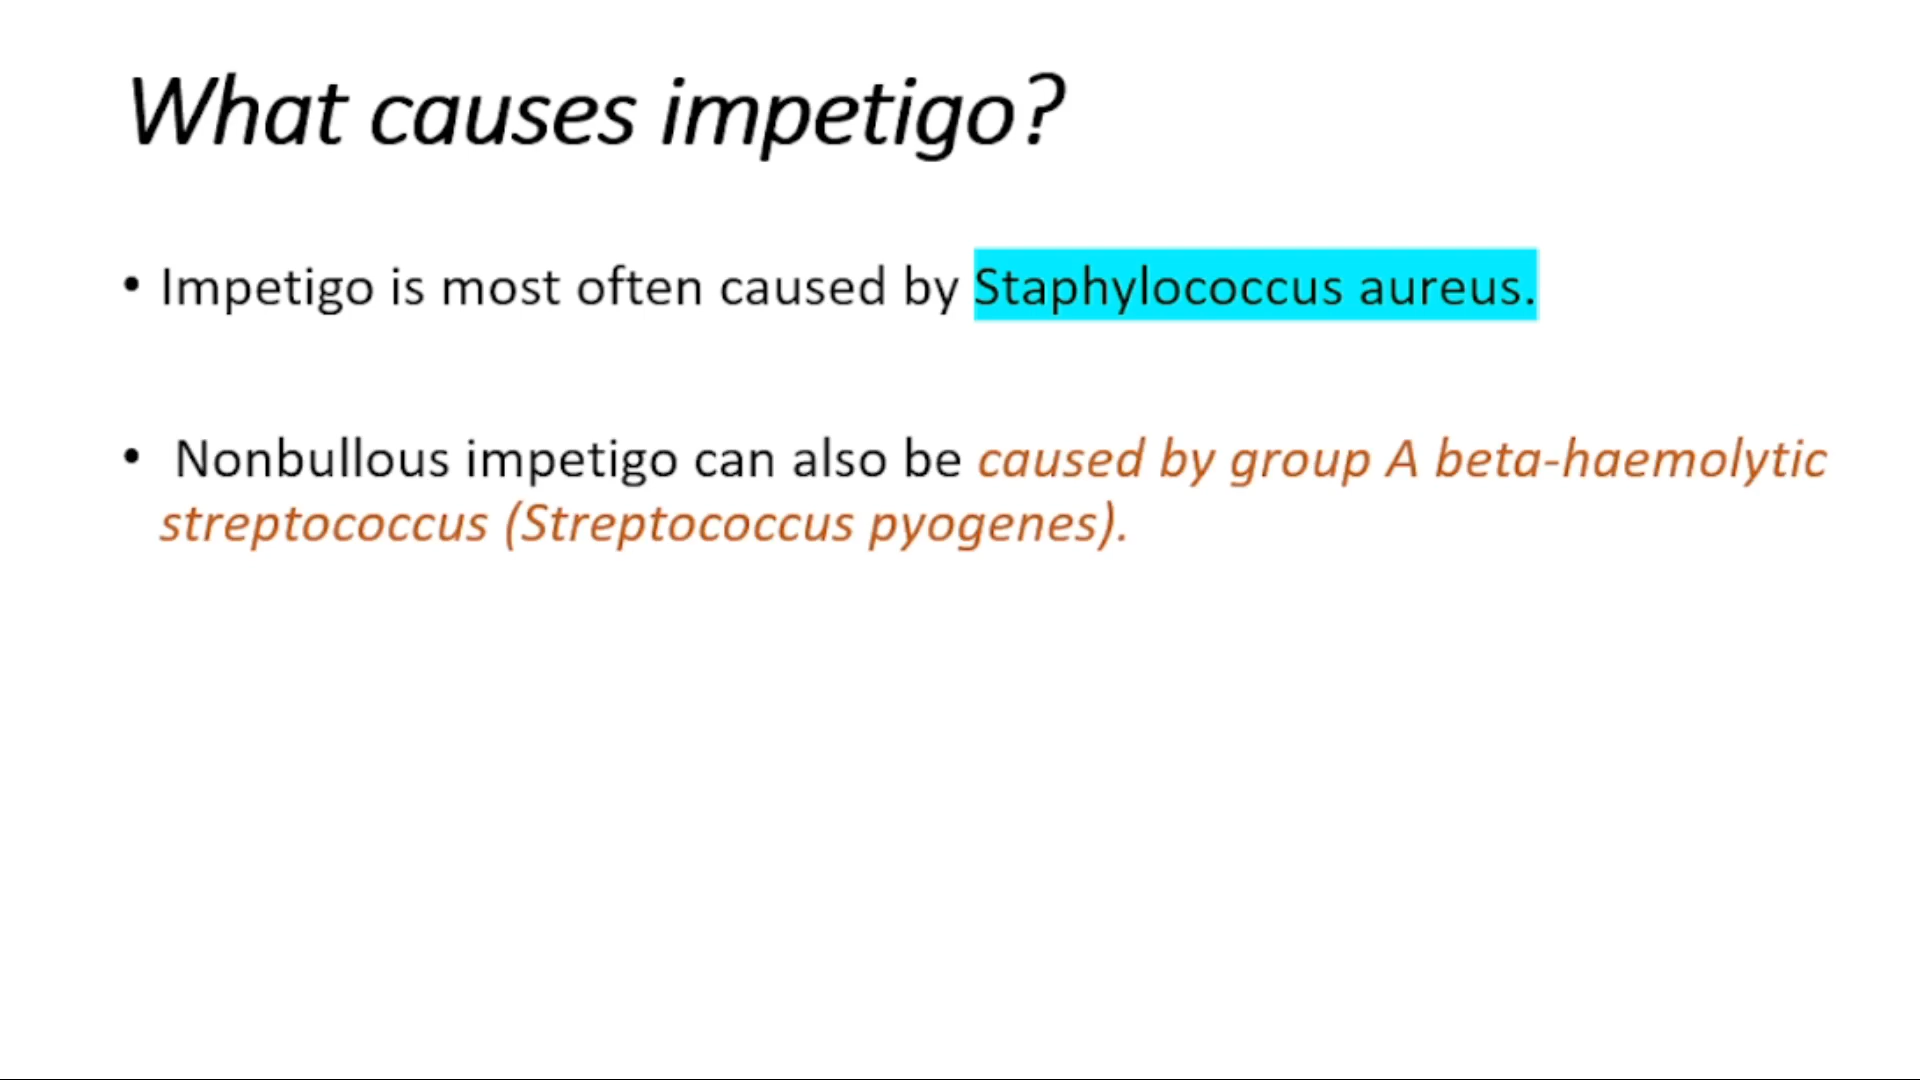 What causes impetigo?
• Impetigo is most often caused by Staphylococcus aureus.
• Nonbullous impetigo can also be caused by group A beta-haemolytic
streptococcus (Streptococcus pyogenes).